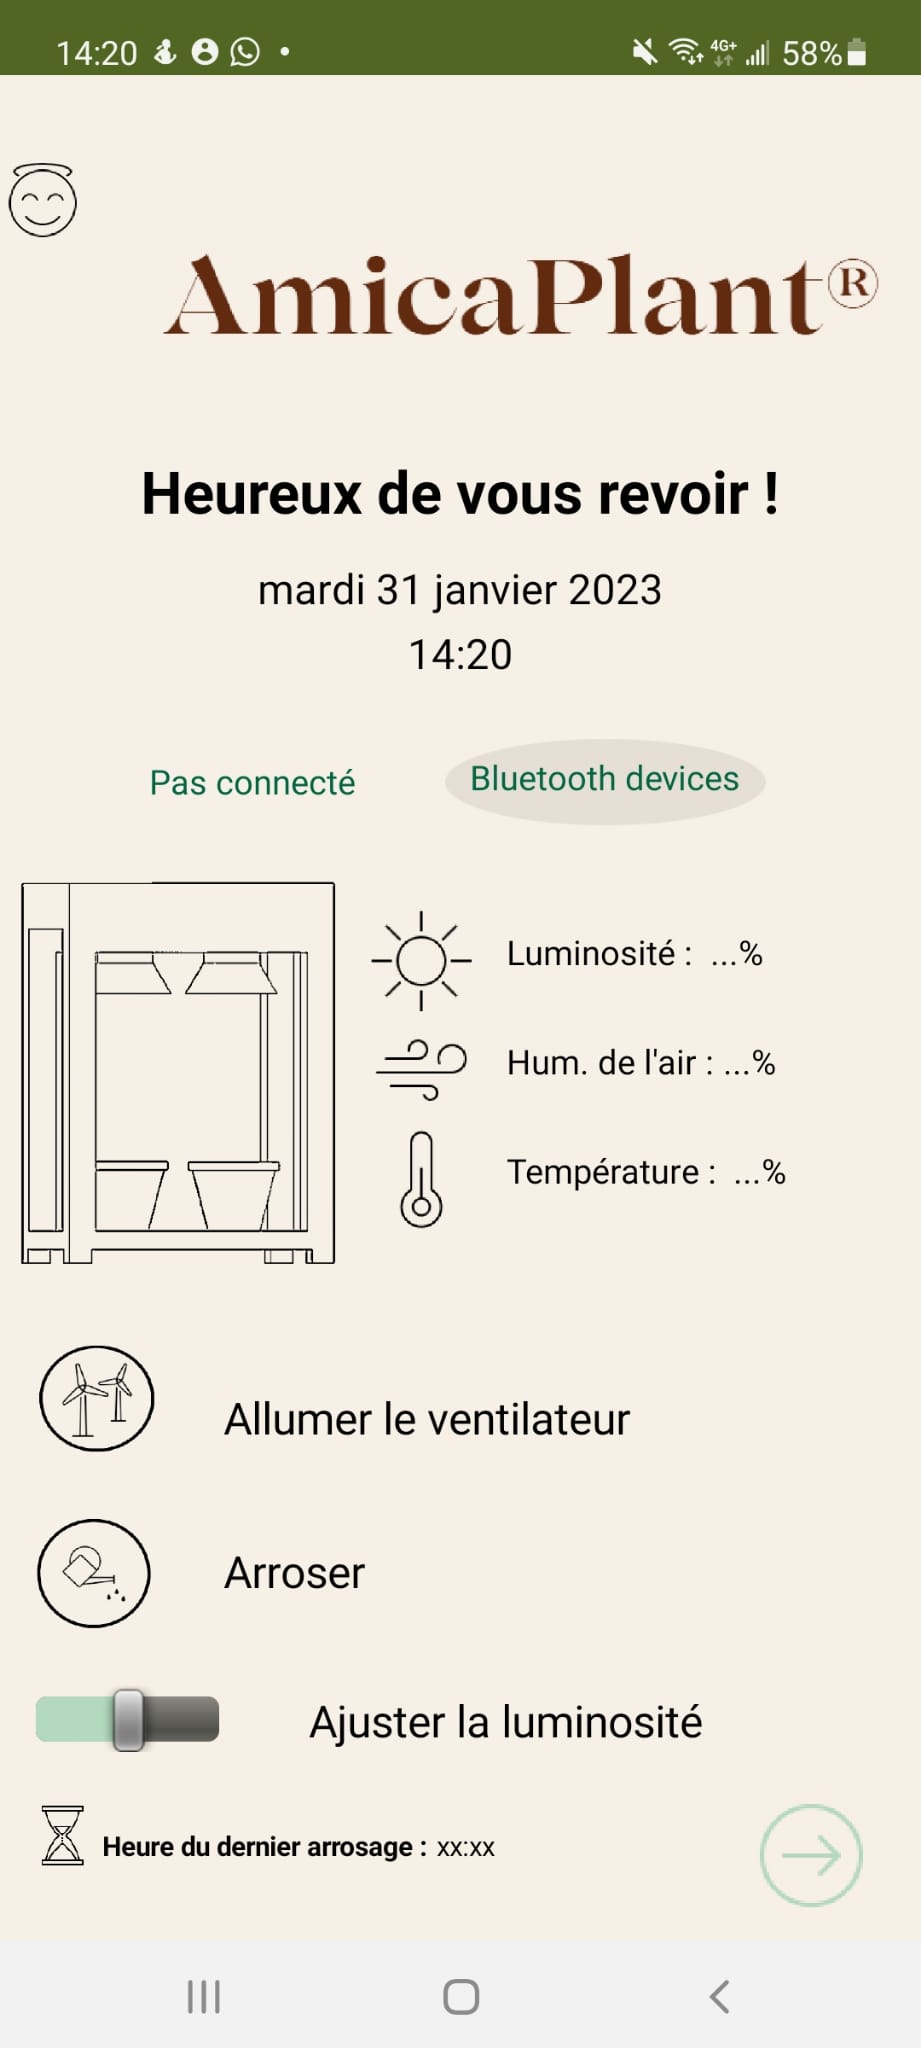 14:20 4G+ 58%
AmicaPlant®
Heureux de vous revoir !
mardi 31 janvier 2023
14:20
Pas connecté Bluetooth devices
Luminosité : ...%
Hum. de l'air : ...%
Température : ...%
Allumer le ventilateur
Arroser
Ajuster la luminosité
Heure du dernier arrosage : xx:xx